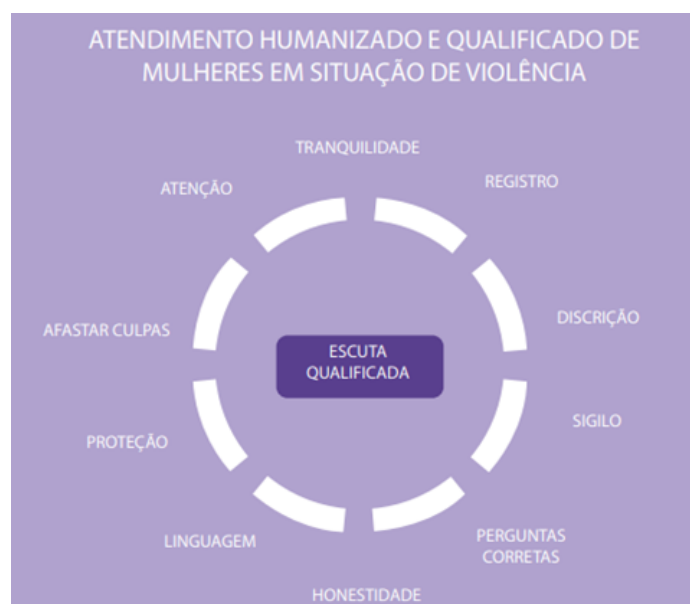 ATENDIMENTO HUMANIZADO E QUALIFICADO DE
MULHERES EM SITUAÇÃO DE VIOLÊNCIA
TRANQUILIDADE
REGISTRO
DISCRIÇÃO
SIGILO
PERGUNTAS
CORRETAS
HONESTIDADE
LINGUAGEM
PROTEÇÃO
AFASTAR CULPAS
ATENÇÃO
ESCUTA
QUALIFICADA